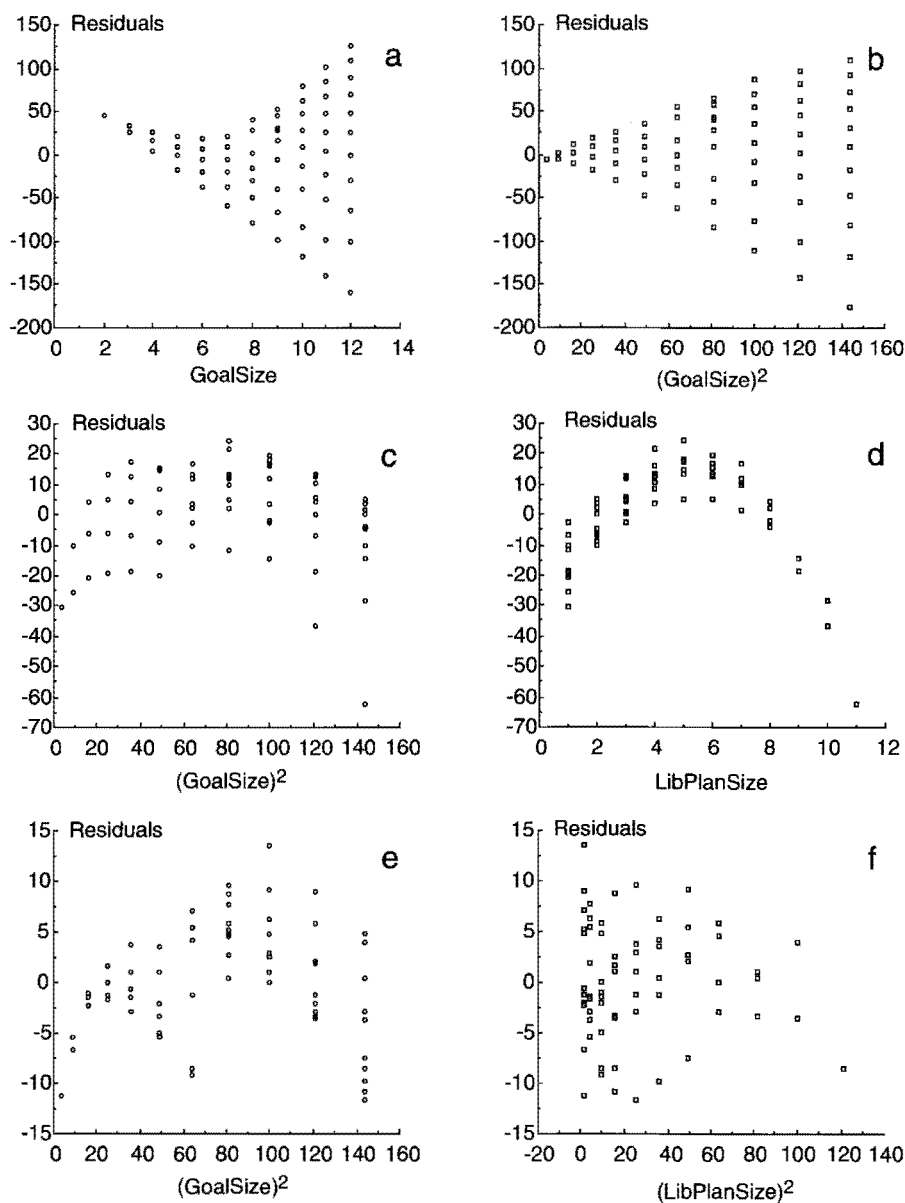 150
Residuals
a
100
50
0
-50
-100
-150
-200
0 2 4 6 8 10 12 14
GoalSize
150
Residuals
b
100
50
0
-50
-100
-150
-200
0 20 40 60 80 100 120 140 160
(GoalSize)2
30
Residuals
c
20
10
0
-10
-20
-30
-40
-50
-60
-70
0 20 40 60 80 100 120 140 160
(GoalSize)2
30
Residuals
d
20
10
0
-10
-20
-30
-40
-50
-60
-70
0 2 4 6 8 10 12
LibPlanSize
15
Residuals
e
10
5
0
-5
-10
-15
0 20 40 60 80 100 120 140 160
(GoalSize)2
15
Residuals
f
10
5
0
-5
-10
-15
-20 0 20 40 60 80 100 120 140
(LibPlanSize)2